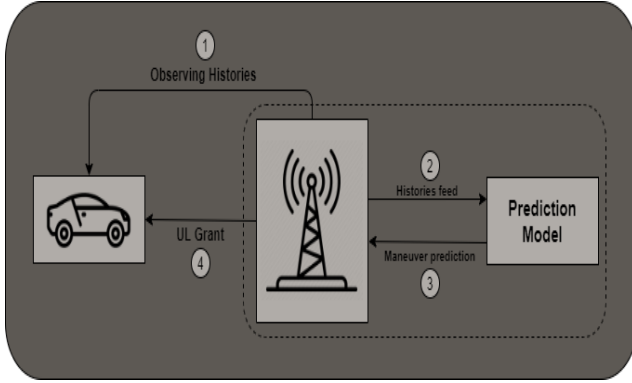 1
Observing Histories
2
Histories feed
Prediction
Model
UL Grant
4
Maneuver prediction
3